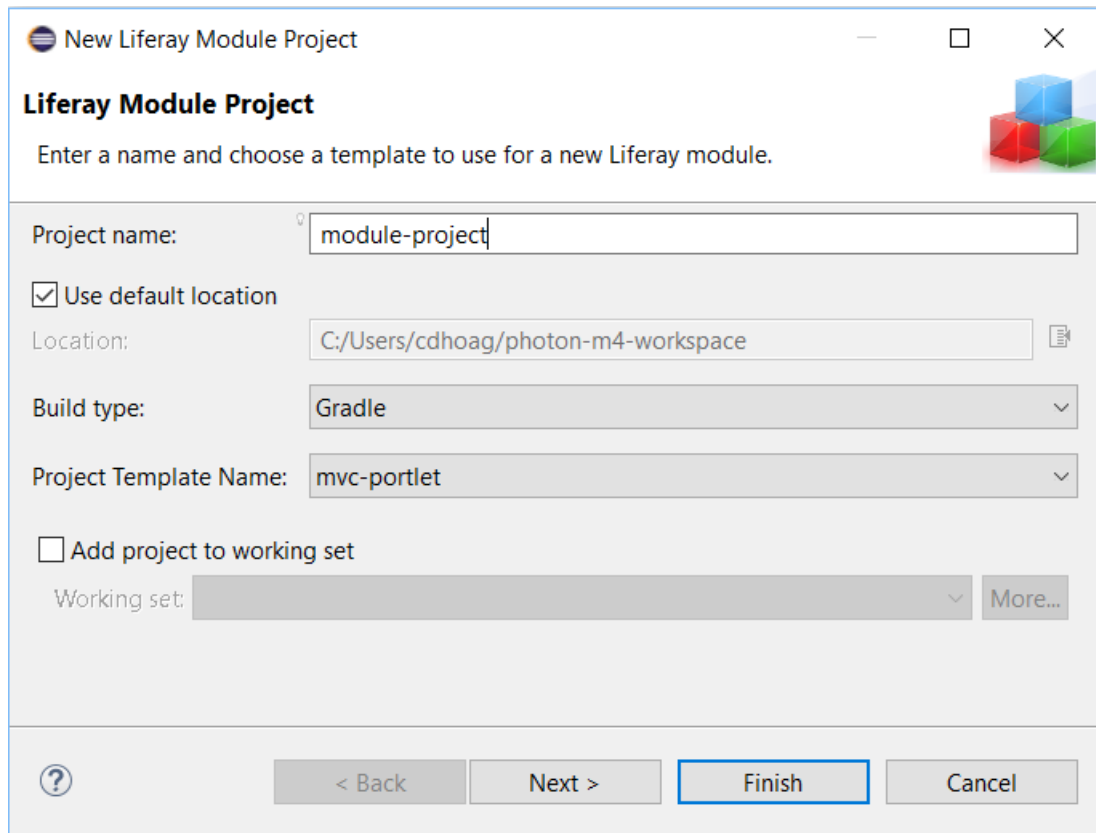 New Liferay Module Project
Liferay Module Project
Enter a name and choose a template to use for a new Liferay module.
Project name: module-project
Use default location
Location: C:/Users/cdhoag/photon-m4-workspace
Build type: Gradle
Project Template Name: mvc-portlet
Add project to working set
Working set: More...
? < Back Next > Finish Cancel